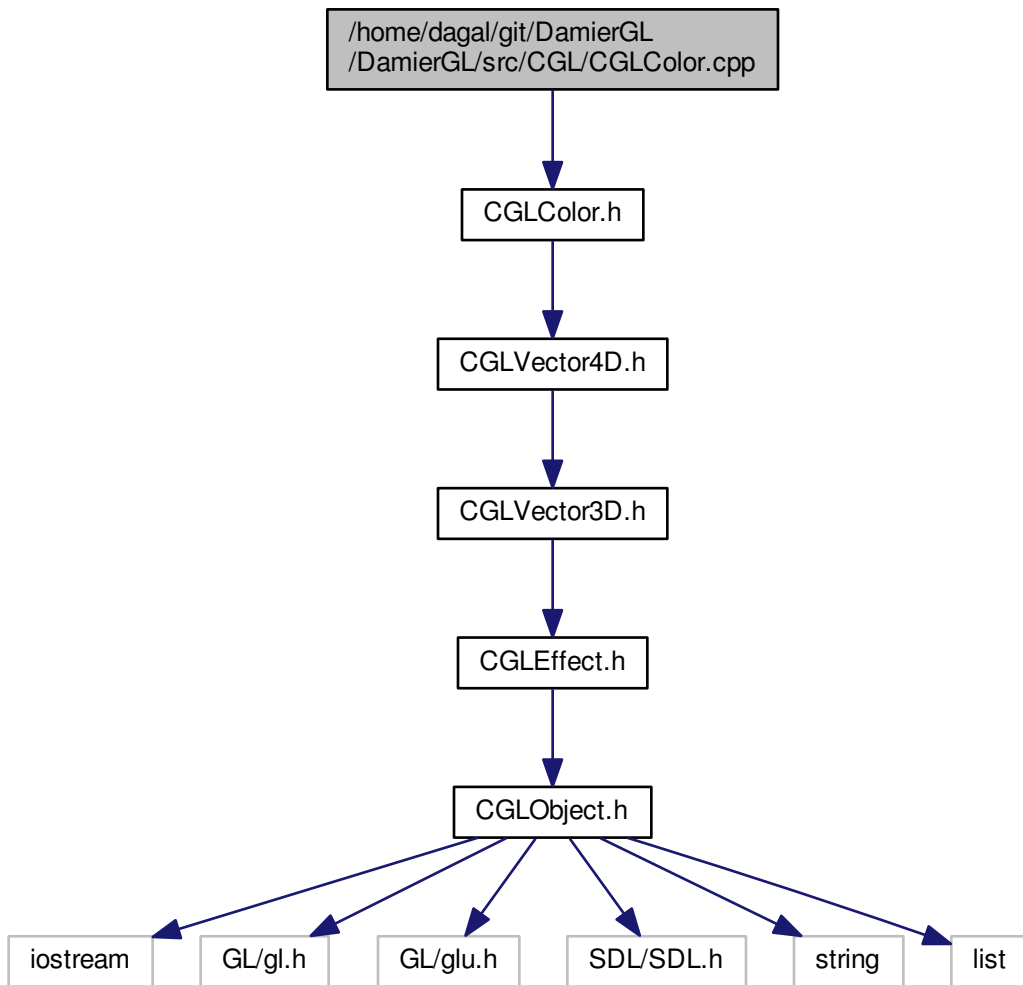 /home/dagal/git/DamierGL
/DamierGL/src/CGL/CGLColor.cpp
CGLColor.h
CGLVector4D.h
CGLVector3D.h
CGLEffect.h
CGLObject.h
iostream
GL/gl.h
GL/glu.h
SDL/SDL.h
string
list